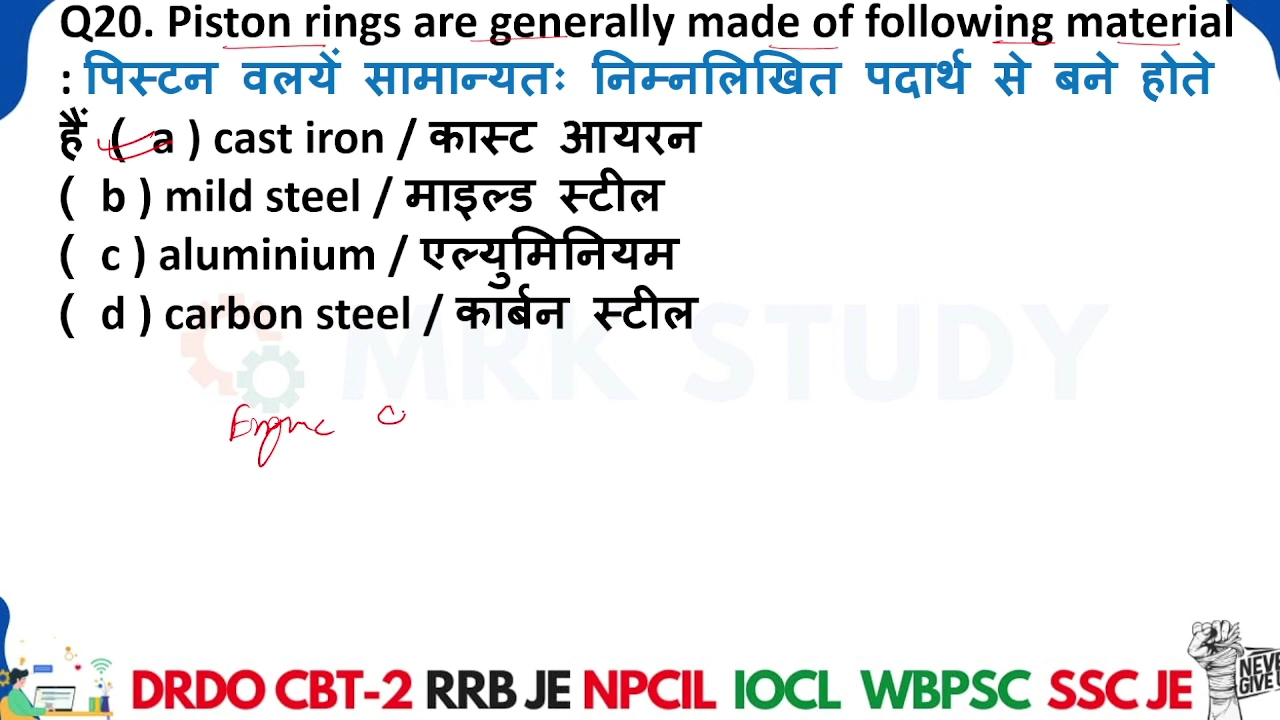 Q20. Piston rings are generally made of following material
: पिस्टन वलयें सामान्यतः निम्नलिखित पदार्थ से बने होते
हैं ( a ) cast iron / कास्ट आयरन
( b ) mild steel / माइल्ड स्टील
( c ) aluminium / एल्युमिनियम
( d ) carbon steel / कार्बन स्टील
MRK STUDY
Engine C
DRDO CBT-2 RRB JE NPCIL IOCL WBPSC SSC JE
NEVER
GIVE U